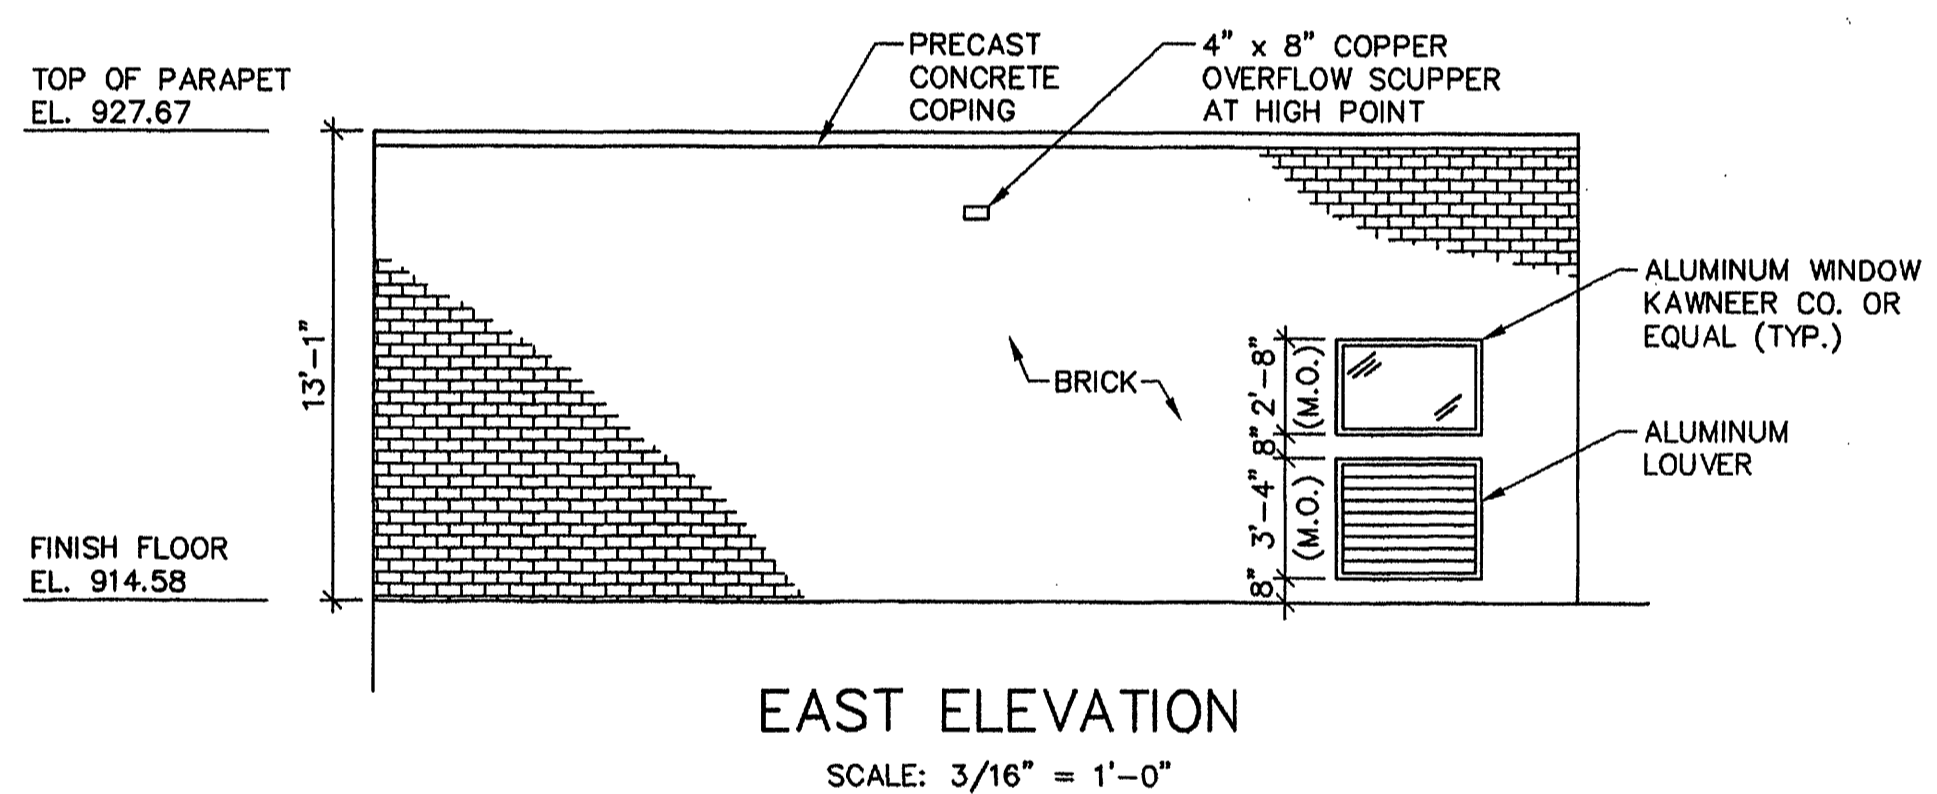 PRECAST
CONCRETE
COPING
4" x 8" COPPER
OVERFLOW SCUPPER
AT HIGH POINT
TOP OF PARAPET
EL. 927.67
13'-1"
ALUMINUM WINDOW
KAWNEER CO. OR
EQUAL (TYP.)
BRICK
2'-8"
(M.O.)
8"
ALUMINUM
LOUVER
3'-4"
(M.O.)
8"
FINISH FLOOR
EL. 914.58
EAST ELEVATION
SCALE: 3/16" = 1'-0"